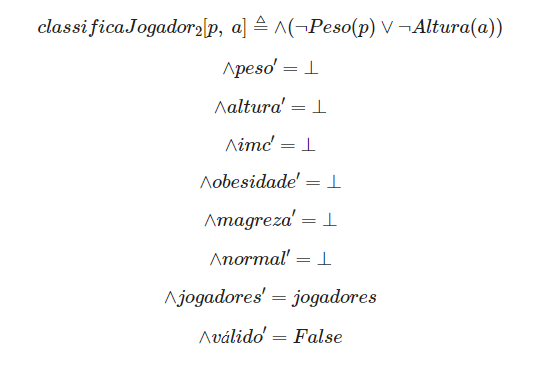 classificaJogador₂[p, a] ≜ ∧(¬Peso(p) ∨ ¬Altura(a))
∧peso′ = ⊥
∧altura′ = ⊥
∧imc′ = ⊥
∧obesidade′ = ⊥
∧magreza′ = ⊥
∧normal′ = ⊥
∧jogadores′ = jogadores
∧válido′ = False